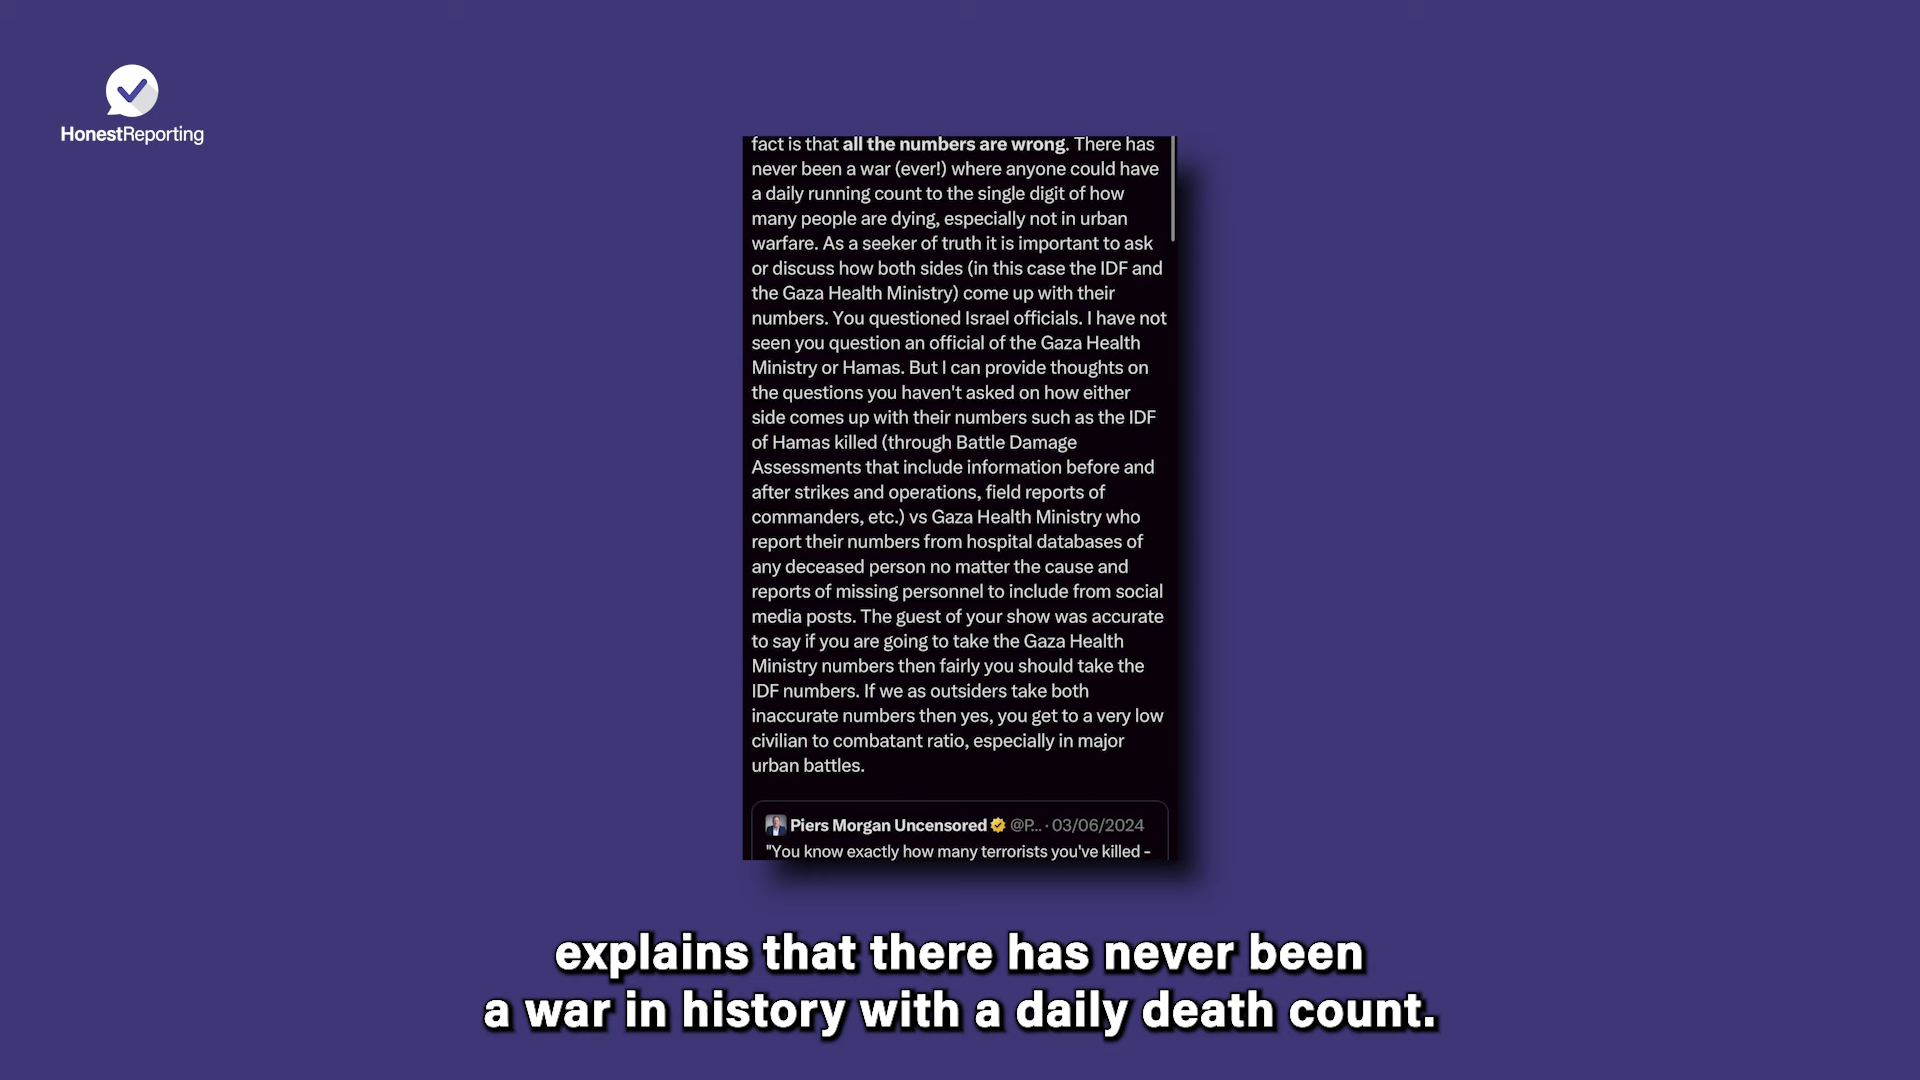 HonestReporting
fact is that all the numbers are wrong. There has
never been a war (ever!) where anyone could have
a daily running count to the single digit of how
many people are dying, especially not in urban
warfare. As a seeker of truth it is important to ask
or discuss how both sides (in this case the IDF and
the Gaza Health Ministry) come up with their
numbers. You questioned Israel officials. I have not
seen you question an official of the Gaza Health
Ministry or Hamas. But I can provide thoughts on
the questions you haven't asked on how either
side comes up with their numbers such as the IDF
of Hamas killed (through Battle Damage
Assessments that include information before and
after strikes and operations, field reports of
commanders, etc.) vs Gaza Health Ministry who
report their numbers from hospital databases of
any deceased person no matter the cause and
reports of missing personnel to include from social
media posts. The guest of your show was accurate
to say if you are going to take the Gaza Health
Ministry numbers then fairly you should take the
IDF numbers. If we as outsiders take both
inaccurate numbers then yes, you get to a very low
civilian to combatant ratio, especially in major
urban battles.
Piers Morgan Uncensored @P... · 03/06/2024
"You know exactly how many terrorists you've killed -
explains that there has never been
a war in history with a daily death count.